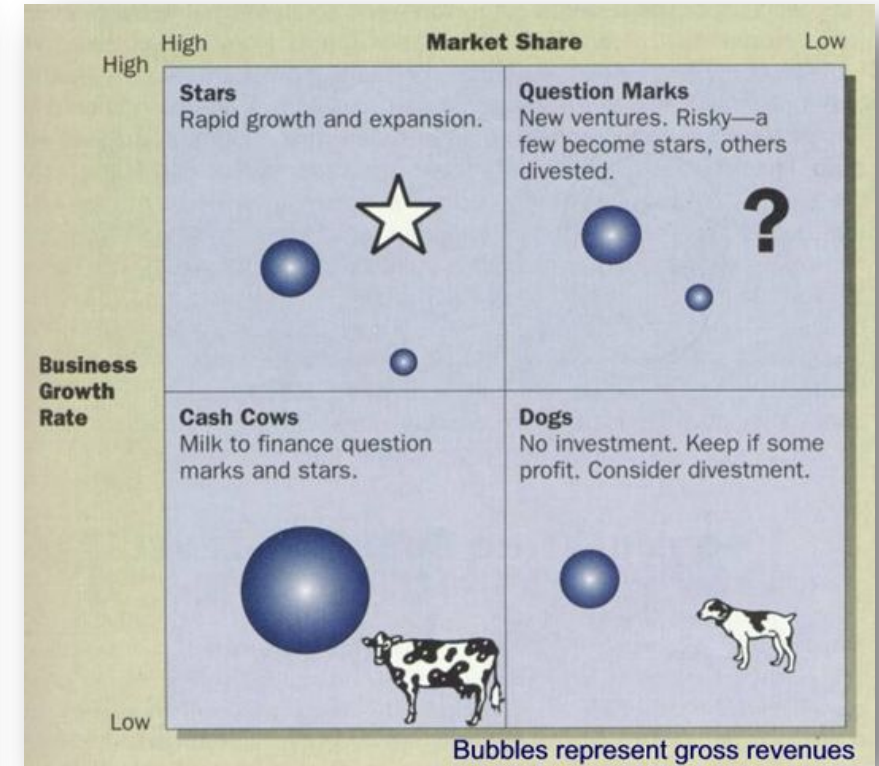 High Market Share Low
High
Stars
Rapid growth and expansion.
Question Marks
New ventures. Risky—a
few become stars, others
divested.
?
Business
Growth
Rate
Cash Cows
Milk to finance question
marks and stars.
Dogs
No investment. Keep if some
profit. Consider divestment.
Low
Bubbles represent gross revenues